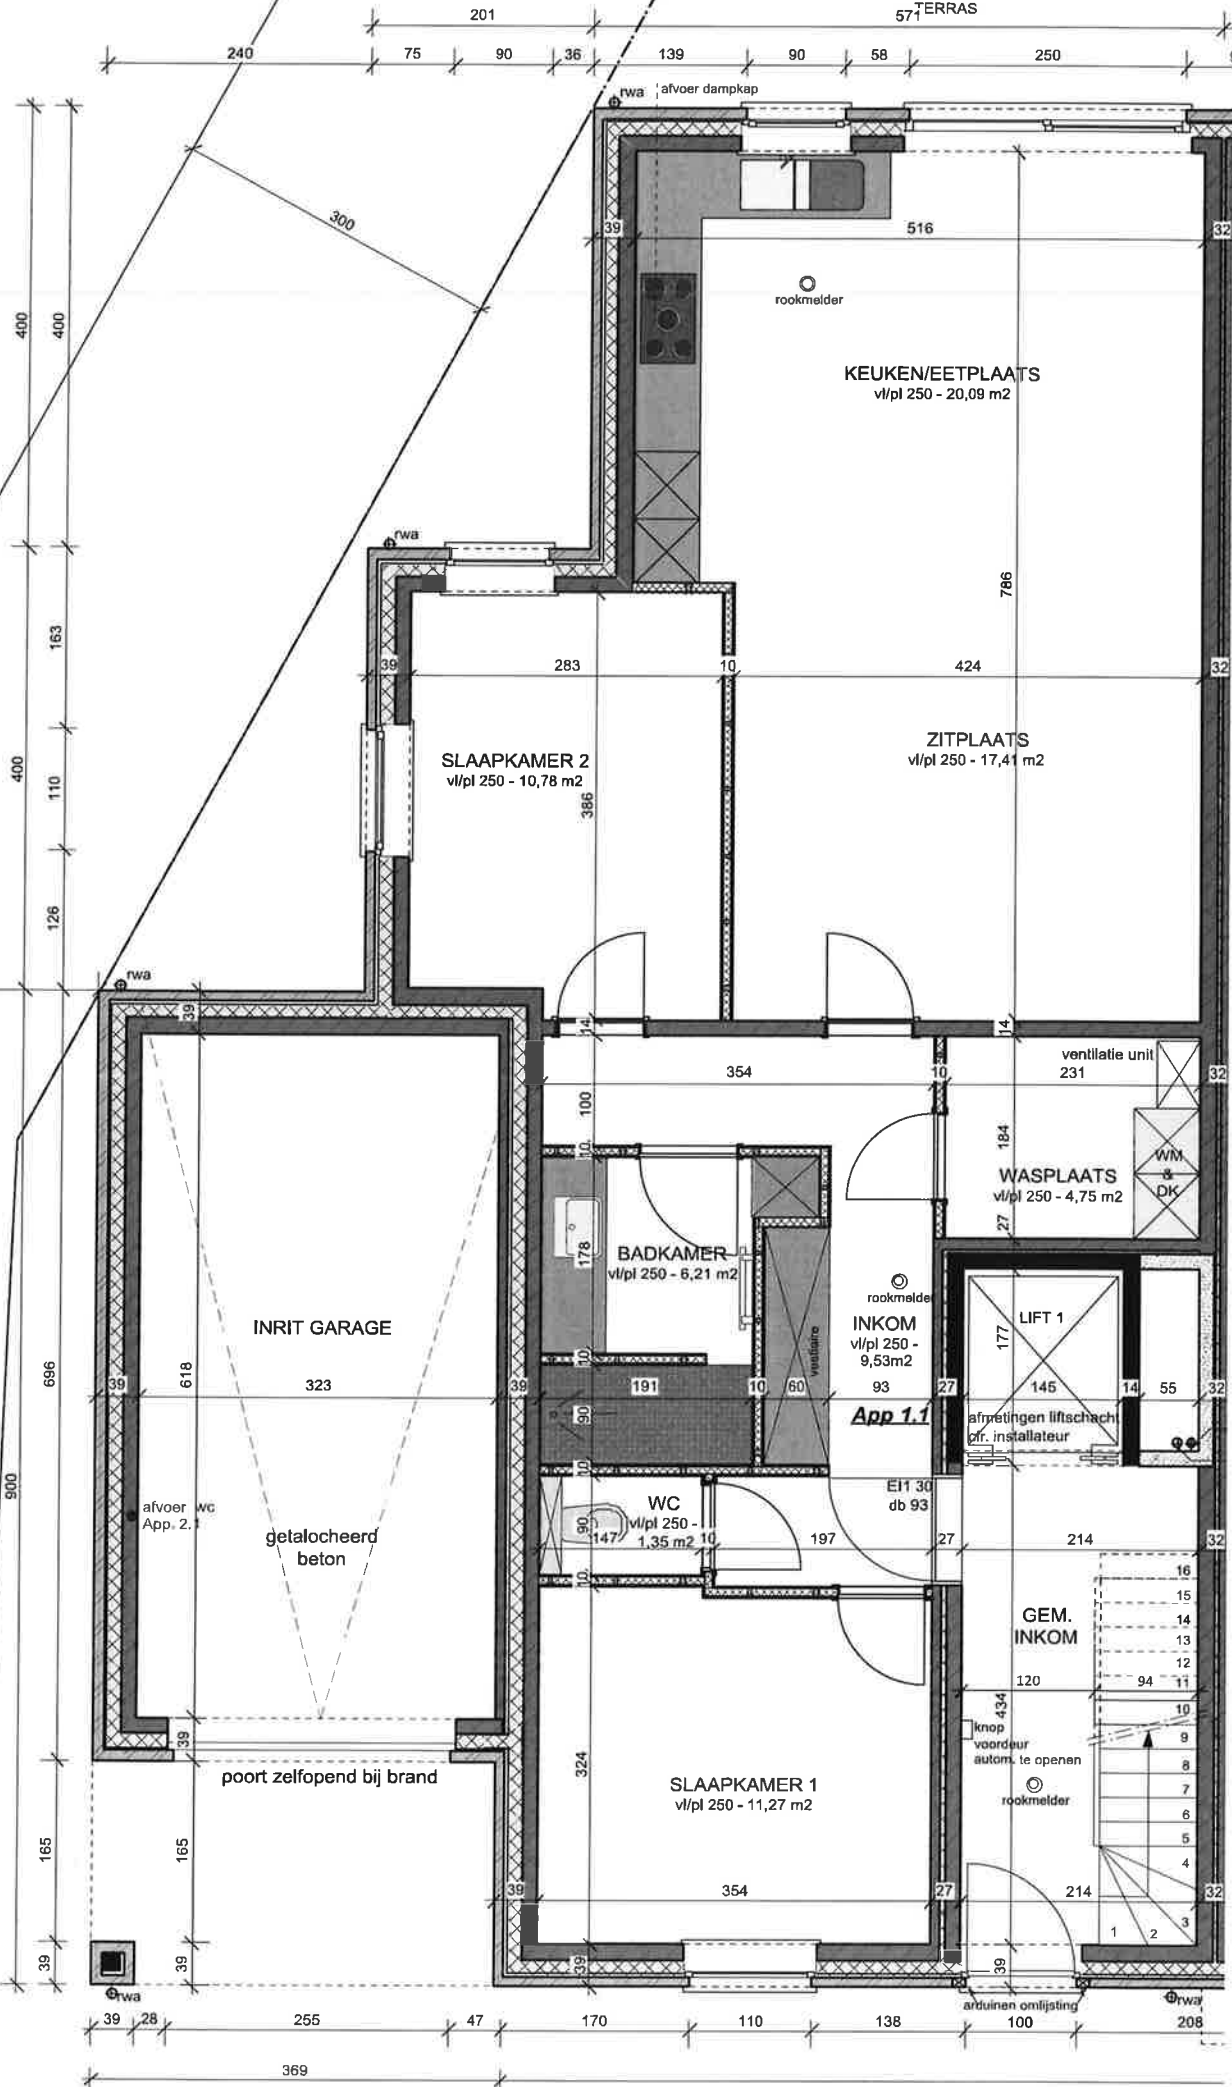 TERRAS
201
571
240
75
90
36
139
90
58
250
rwa
afvoer dampkap
300
39
516
32
rookmelder
400
400
KEUKEN/EETPLAATS
vl/pl 250 - 20,09 m2
rwa
786
163
39
283
10
424
32
SLAAPKAMER 2
vl/pl 250 - 10,78 m2
ZITPLAATS
vl/pl 250 - 17,41 m2
400
110
386
126
rwa
39
14
14
ventilatie unit
354
10
231
32
100
184
10
WM
&
DK
WASPLAATS
vl/pl 250 - 4,75 m2
27
178
BADKAMER
vl/pl 250 - 6,21 m2
rookmelder
INRIT GARAGE
INKOM
vl/pl 250 -
9,53m2
vestiaire
LIFT 1
177
696
618
10
39
323
39
191
10
60
93
27
145
14
55
32
90
App 1.1
afmetingen liftschacht
cfr. installateur
10
900
afvoer wc
App. 2.1
getalocheerd
beton
WC
vl/pl 250 -
1,35 m2
EI1 30
db 93
90
147
10
197
27
214
32
10
16
15
14
13
12
11
10
9
8
7
6
5
4
3
2
1
GEM.
INKOM
120
94
434
knop
voordeur
autom. te openen
rookmelder
39
poort zelfopend bij brand
324
SLAAPKAMER 1
vl/pl 250 - 11,27 m2
165
165
39
354
27
214
32
39
39
39
39
rwa
arduinen omlijsting
rwa
39
28
255
47
170
110
138
100
208
369